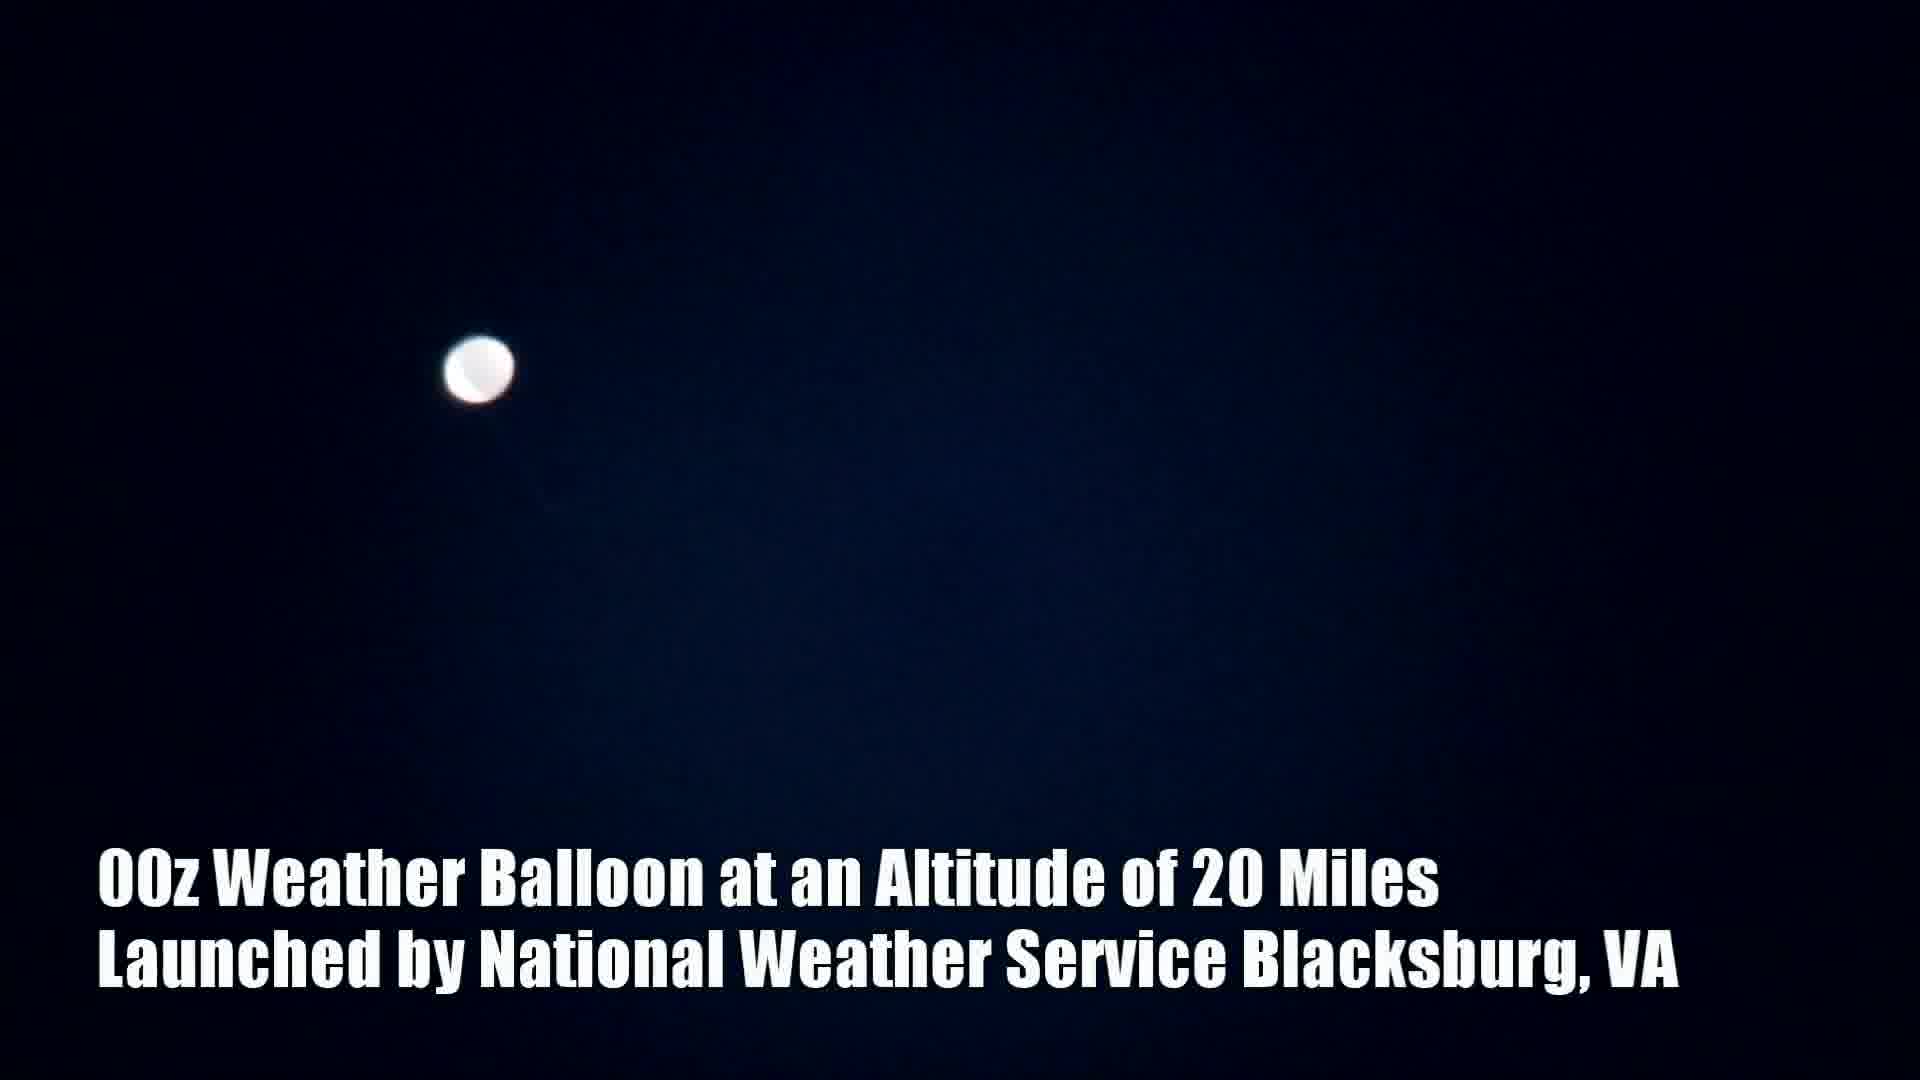 00z Weather Balloon at an Altitude of 20 Miles
Launched by National Weather Service Blacksburg, VA